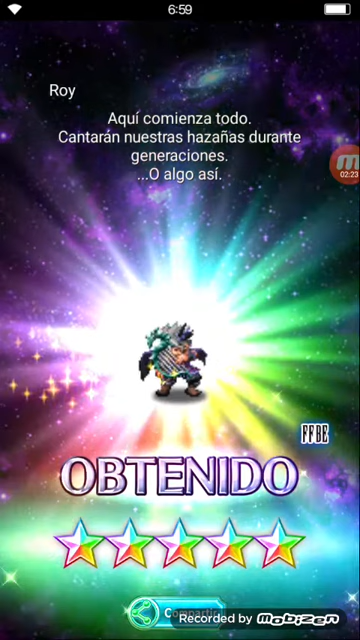 6:59
Roy
Aquí comienza todo.
Cantarán nuestras hazañas durante
generaciones.
...O algo así.
02:23
FFBE
OBTENIDO
Recorded by mobizen